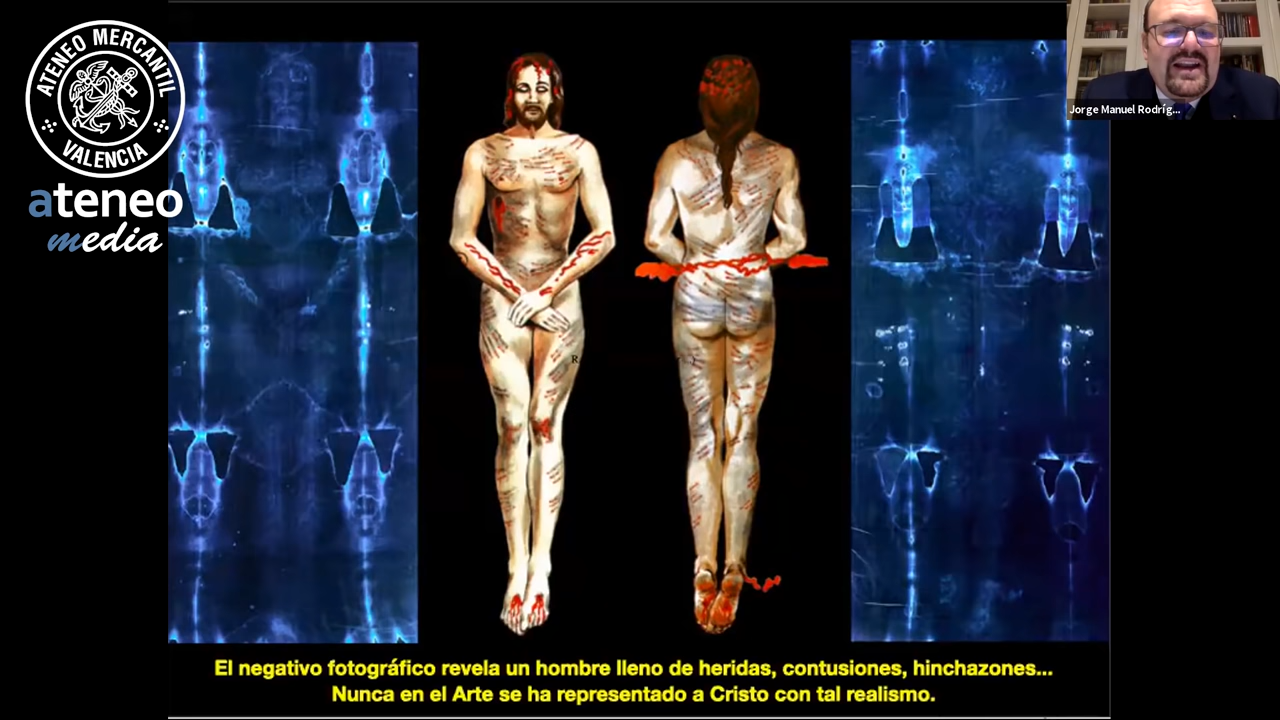 ATENEO MERCANTIL
VALENCIA
ateneo
media
Jorge Manuel Rodríg...
R
El negativo fotográfico revela un hombre lleno de heridas, contusiones, hinchazones...
Nunca en el Arte se ha representado a Cristo con tal realismo.